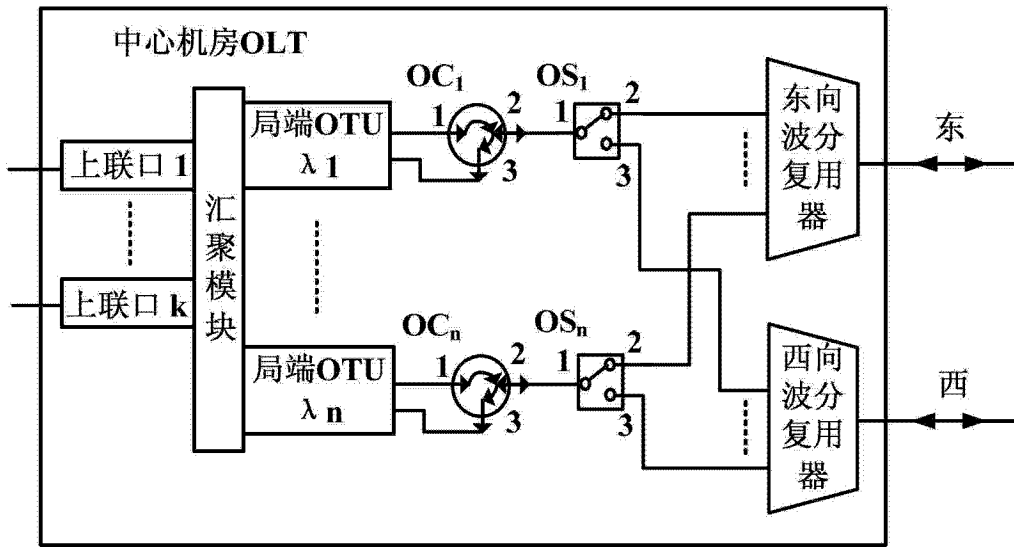 中心机房OLT
上联口 1
上联口 k
汇聚模块
局端OTU
λ 1
OC₁
1
2
3
OS₁
1
2
3
东向
波分
复用
器
东
局端OTU
λ n
OCₙ
1
2
3
OSₙ
1
2
3
西向
波分
复用
器
西